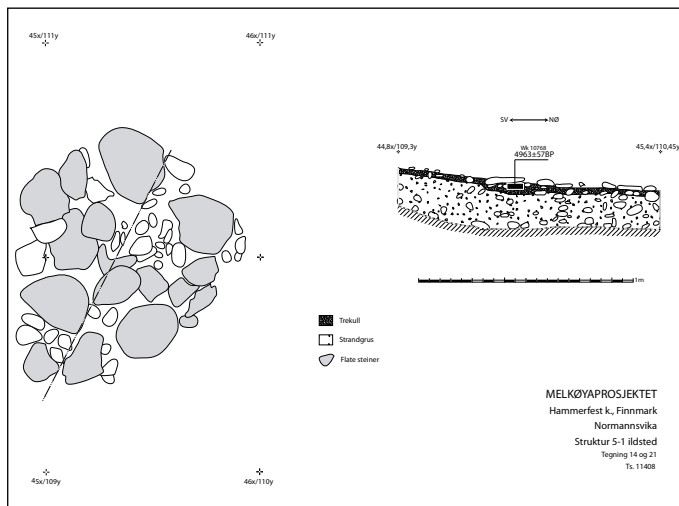 45x/111y
46x/111y
SV NØ
44,8x/109,3y
Wk 10768
4963±57BP
45,4x/110,45y
1m
Trekull
Strandgrus
Flate steiner
MELKØYAPROSJEKTET
Hammerfest k., Finnmark
Normannsvika
Struktur 5-1 ildsted
Tegning 14 og 21
Ts. 11408
45x/109y
46x/110y